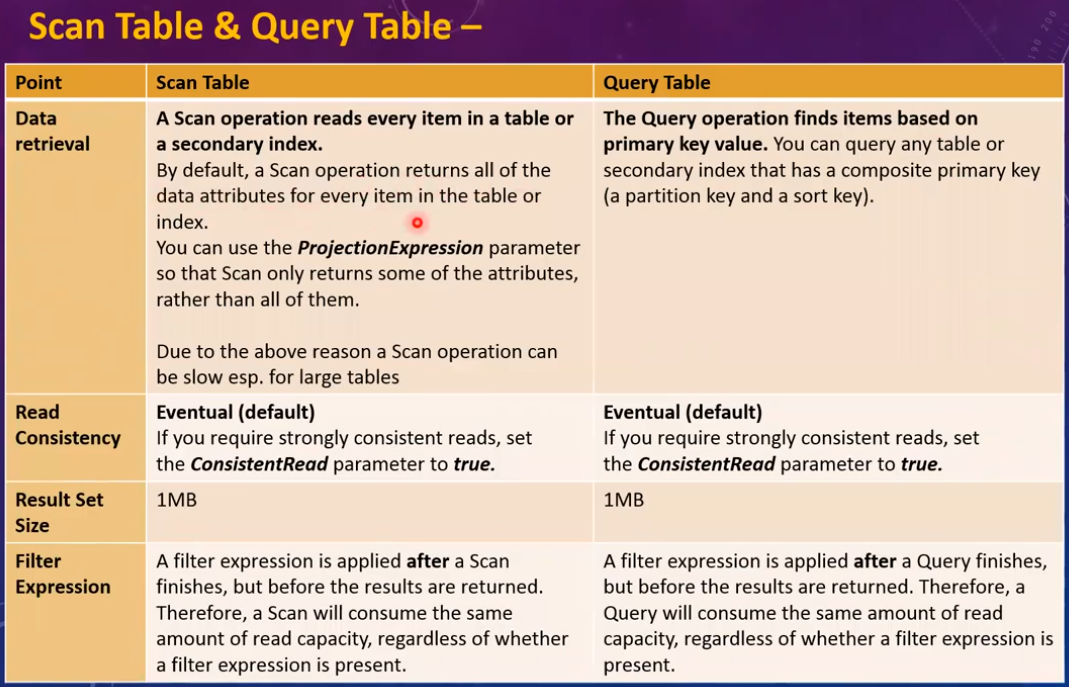 Scan Table & Query Table –
Point
Scan Table
Query Table
Data
retrieval
A Scan operation reads every item in a table or
a secondary index.
By default, a Scan operation returns all of the
data attributes for every item in the table or
index.
You can use the ProjectionExpression parameter
so that Scan only returns some of the attributes,
rather than all of them.
Due to the above reason a Scan operation can
be slow esp. for large tables
The Query operation finds items based on
primary key value. You can query any table or
secondary index that has a composite primary key
(a partition key and a sort key).
Read
Consistency
Eventual (default)
If you require strongly consistent reads, set
the ConsistentRead parameter to true.
Eventual (default)
If you require strongly consistent reads, set
the ConsistentRead parameter to true.
Result Set
Size
1MB
1MB
Filter
Expression
A filter expression is applied after a Scan
finishes, but before the results are returned.
Therefore, a Scan will consume the same
amount of read capacity, regardless of whether
a filter expression is present.
A filter expression is applied after a Query finishes,
but before the results are returned. Therefore, a
Query will consume the same amount of read
capacity, regardless of whether a filter expression is
present.
190 200